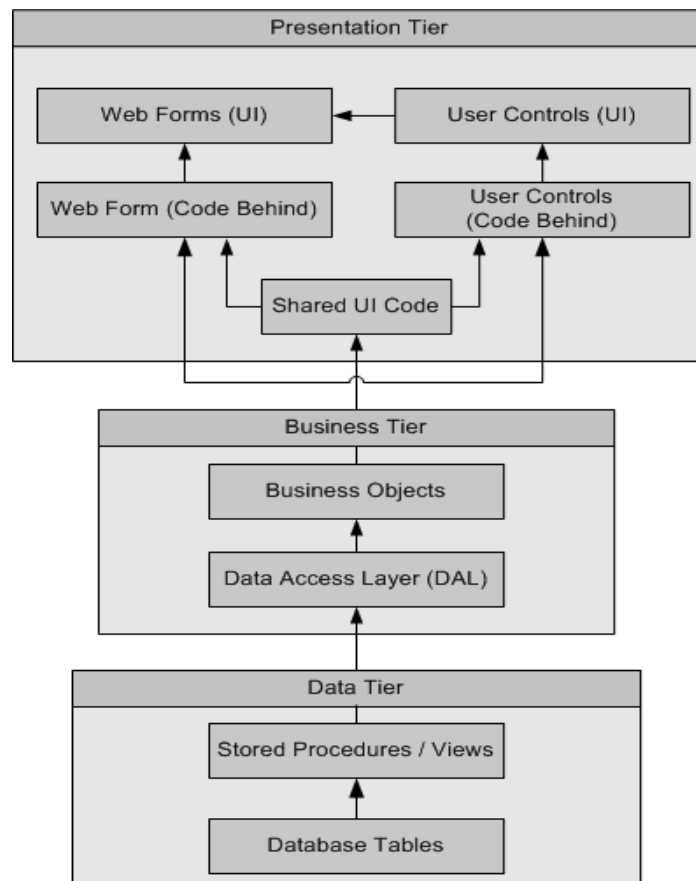 Presentation Tier
Web Forms (UI)
User Controls (UI)
Web Form (Code Behind)
User Controls
(Code Behind)
Shared UI Code
Business Tier
Business Objects
Data Access Layer (DAL)
Data Tier
Stored Procedures / Views
Database Tables